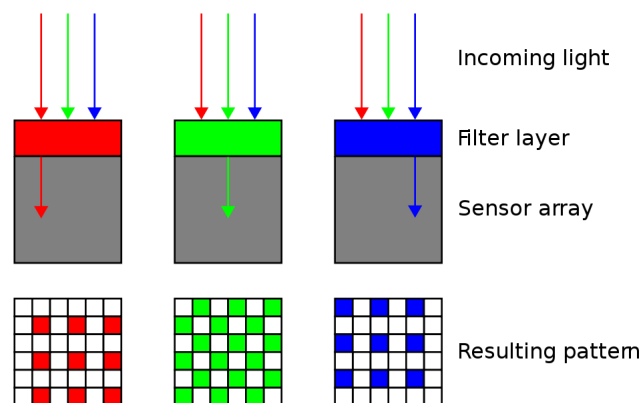 Incoming light
Filter layer
Sensor array
Resulting pattern